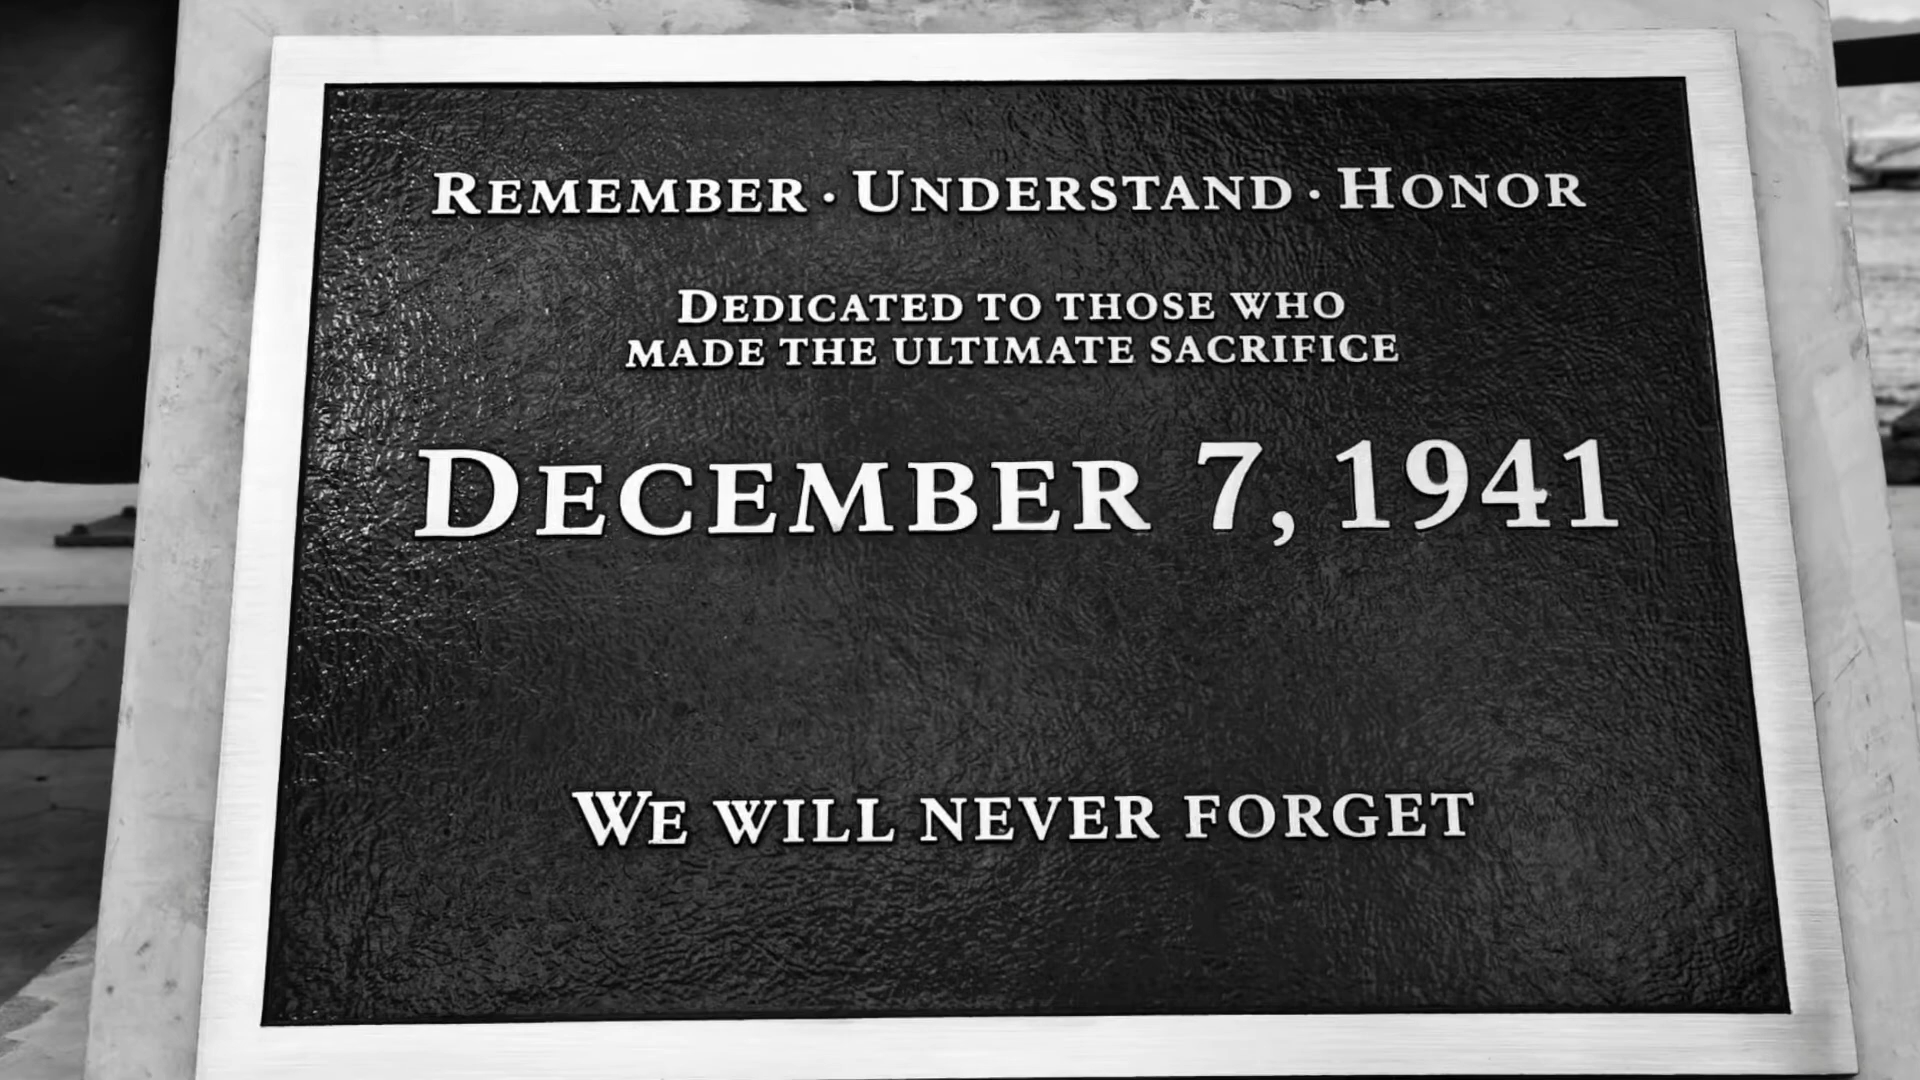 REMEMBER · UNDERSTAND · HONOR
DEDICATED TO THOSE WHO
MADE THE ULTIMATE SACRIFICE
DECEMBER 7, 1941
WE WILL NEVER FORGET